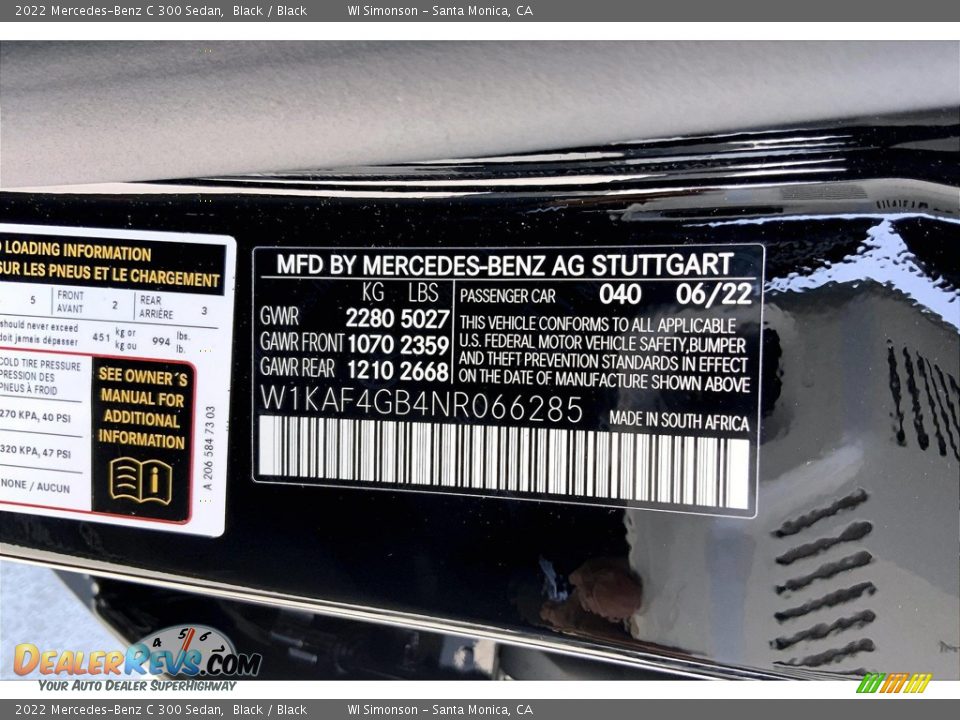 2022 Mercedes-Benz C 300 Sedan, Black / Black WI Simonson - Santa Monica, CA
LOADING INFORMATION
SUR LES PNEUS ET LE CHARGEMENT
5 FRONT AVANT 2 REAR ARRIÈRE 3
should never exceed
doit jamais dépasser 451 kg or kg ou 994 lbs. lb.
COLD TIRE PRESSURE
PRESSION DES
PNEUS À FROID
270 KPA, 40 PSI
320 KPA, 47 PSI
NONE / AUCUN
SEE OWNER´S
MANUAL FOR
ADDITIONAL
INFORMATION
A 206 584 73 03
MFD BY MERCEDES-BENZ AG STUTTGART
KG LBS
GWR 2280 5027
GAWR FRONT 1070 2359
GAWR REAR 1210 2668
PASSENGER CAR 040 06/22
THIS VEHICLE CONFORMS TO ALL APPLICABLE
U.S. FEDERAL MOTOR VEHICLE SAFETY,BUMPER
AND THEFT PREVENTION STANDARDS IN EFFECT
ON THE DATE OF MANUFACTURE SHOWN ABOVE
W1KAF4GB4NR066285
MADE IN SOUTH AFRICA
4 5 6
DEALERREVS.COM
YOUR AUTO DEALER SUPERHIGHWAY
2022 Mercedes-Benz C 300 Sedan, Black / Black WI Simonson - Santa Monica, CA